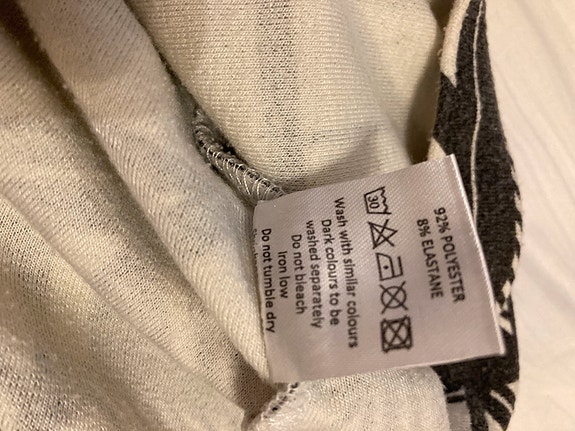 92% POLYESTER
8% ELASTANE
30
Wash with similar colours
Dark colours to be
washed separately
Do not bleach
Iron low
Do not tumble dry